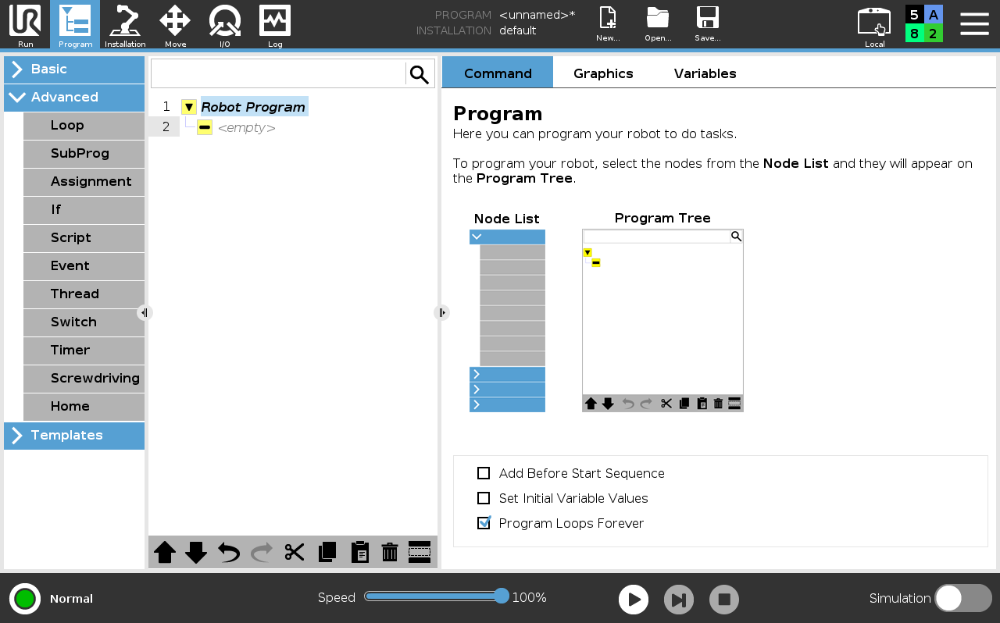 Run
Program
Installation
Move
I/O
Log
PROGRAM <unnamed>*
INSTALLATION default
New...
Open...
Save...
Local
5 A
8 2
Basic
Advanced
Loop
SubProg
Assignment
If
Script
Event
Thread
Switch
Timer
Screwdriving
Home
Templates
1 Robot Program
2 <empty>
Command
Graphics
Variables
Program
Here you can program your robot to do tasks.
To program your robot, select the nodes from the Node List and they will appear on
the Program Tree.
Node List
Program Tree
Add Before Start Sequence
Set Initial Variable Values
Program Loops Forever
Normal
Speed 100%
Simulation